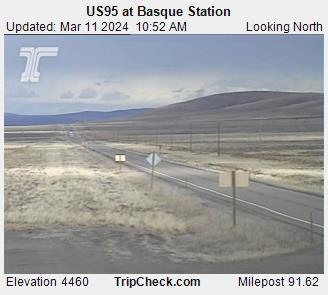 US95 at Basque Station
Updated: Mar 11 2024 10:52 AM Looking North
Elevation 4460 TripCheck.com Milepost 91.62